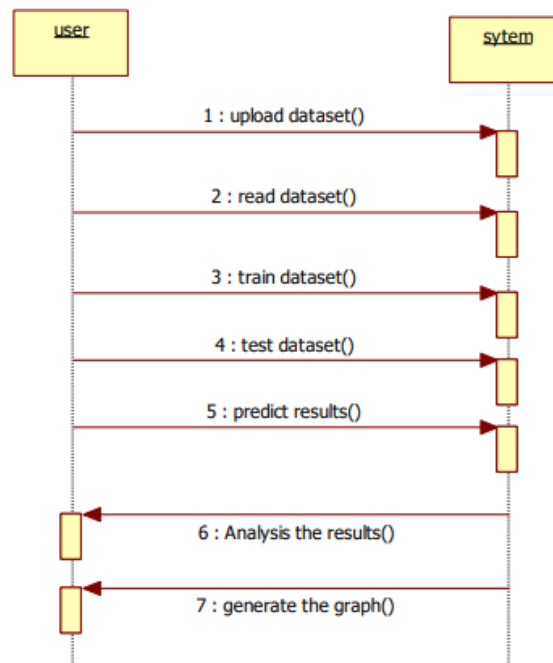 user
sytem
1 : upload dataset()
2 : read dataset()
3 : train dataset()
4 : test dataset()
5 : predict results()
6 : Analysis the results()
7 : generate the graph()